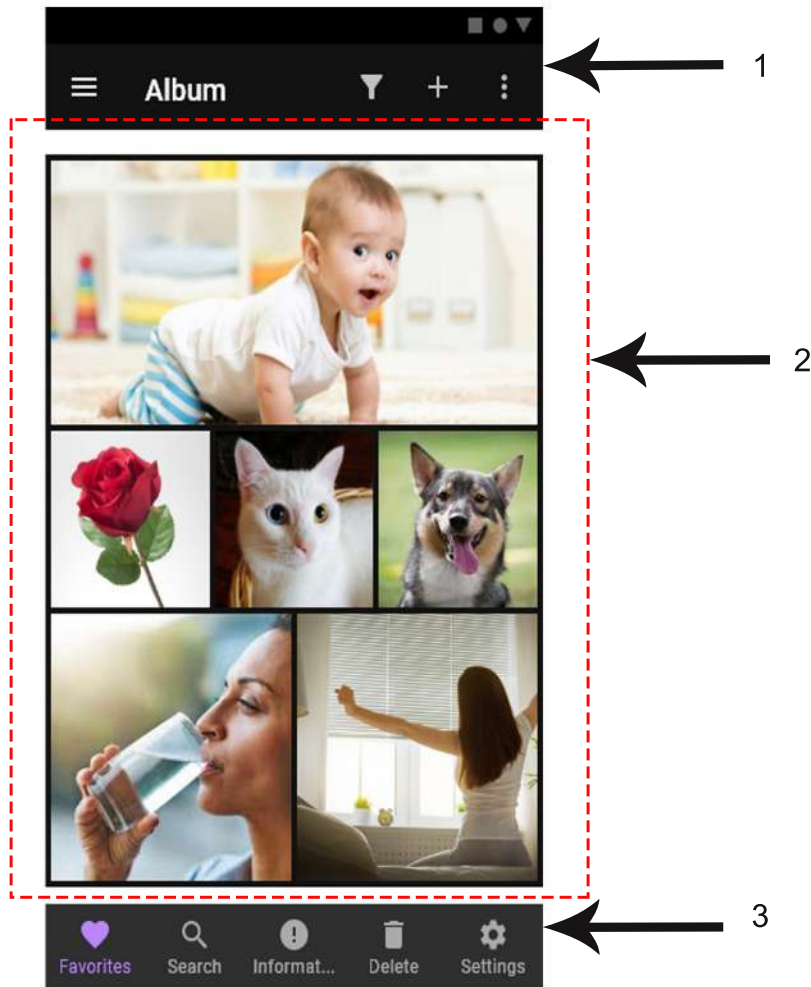 1
Album
2
3
Favorites
Search
Informat...
Delete
Settings